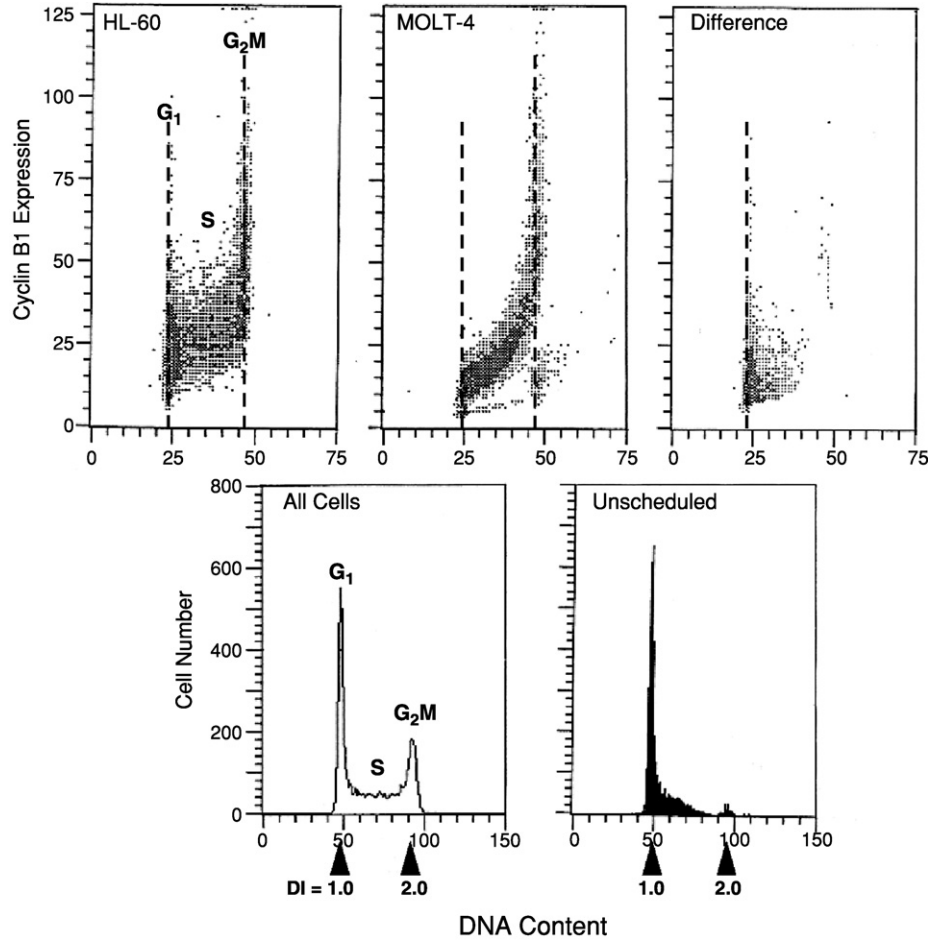 HL-60
MOLT-4
Difference
G₁
G₂M
S
Cyclin B1 Expression
125
100
75
50
25
0
0 25 50 75
0 25 50 75
0 25 50 75
All Cells
Unscheduled
G₁
S
G₂M
Cell Number
800
600
400
200
0
0 50 100 150
0 50 100 150
DI = 1.0 2.0
1.0 2.0
DNA Content